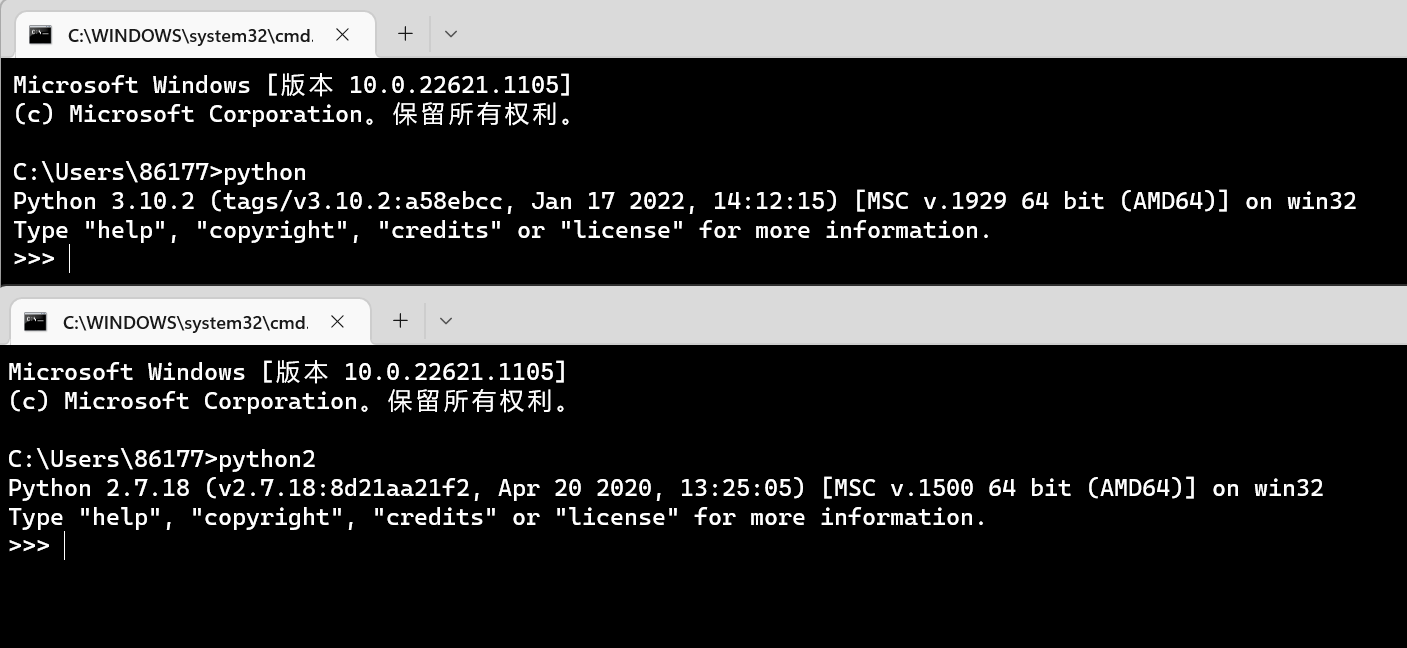 C:\WINDOWS\system32\cmd.
Microsoft Windows [版本 10.0.22621.1105]
(c) Microsoft Corporation。保留所有权利。
C:\Users\86177>python
Python 3.10.2 (tags/v3.10.2:a58ebcc, Jan 17 2022, 14:12:15) [MSC v.1929 64 bit (AMD64)] on win32
Type "help", "copyright", "credits" or "license" for more information.
>>>
C:\WINDOWS\system32\cmd.
Microsoft Windows [版本 10.0.22621.1105]
(c) Microsoft Corporation。保留所有权利。
C:\Users\86177>python2
Python 2.7.18 (v2.7.18:8d21aa21f2, Apr 20 2020, 13:25:05) [MSC v.1500 64 bit (AMD64)] on win32
Type "help", "copyright", "credits" or "license" for more information.
>>>